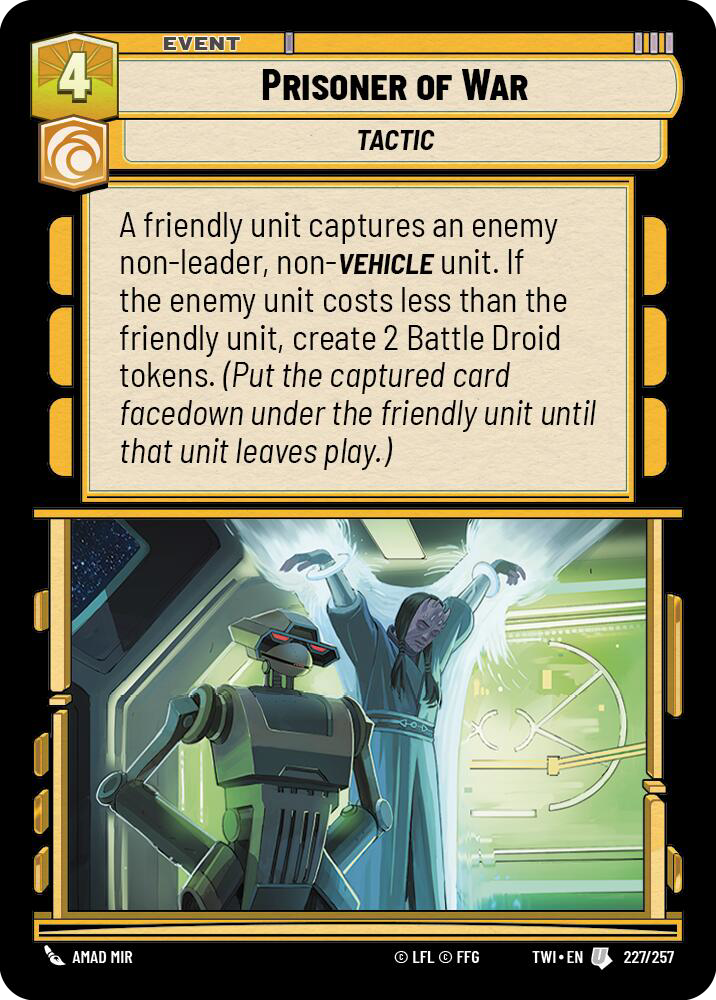 EVENT
4
PRISONER OF WAR
TACTIC
A friendly unit captures an enemy
non-leader, non-VEHICLE unit. If
the enemy unit costs less than the
friendly unit, create 2 Battle Droid
tokens. (Put the captured card
facedown under the friendly unit until
that unit leaves play.)
AMAD MIR
© LFL © FFG
TWI • EN U 227/257